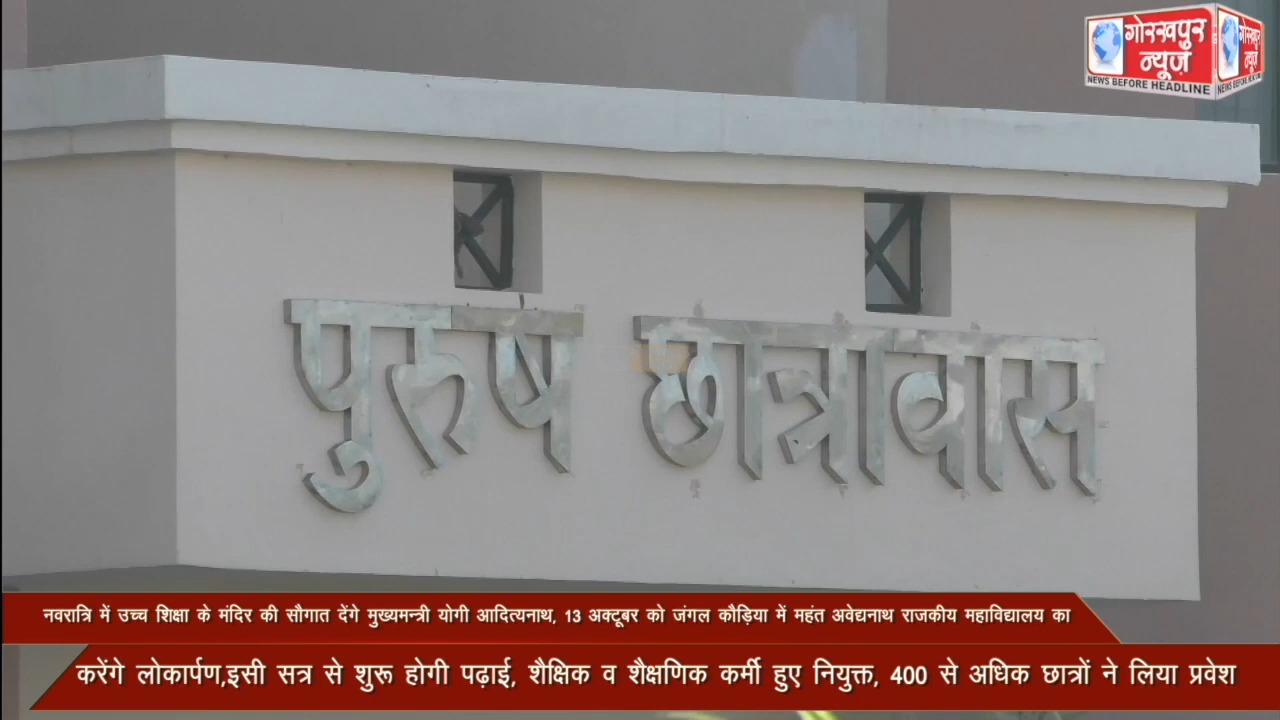 गोरखपुर
न्यूज़
NEWS BEFORE HEADLINE
गोरखपुर
न्यूज़
पुरुष छात्रावास
नवरात्रि में उच्च शिक्षा के मंदिर की सौगात देंगे मुख्यमन्त्री योगी आदित्यनाथ, 13 अक्टूबर को जंगल कौड़िया में महंत अवेद्यनाथ राजकीय महाविद्यालय का
करेंगे लोकार्पण,इसी सत्र से शुरू होगी पढ़ाई, शैक्षिक व शैक्षणिक कर्मी हुए नियुक्त, 400 से अधिक छात्रों ने लिया प्रवेश